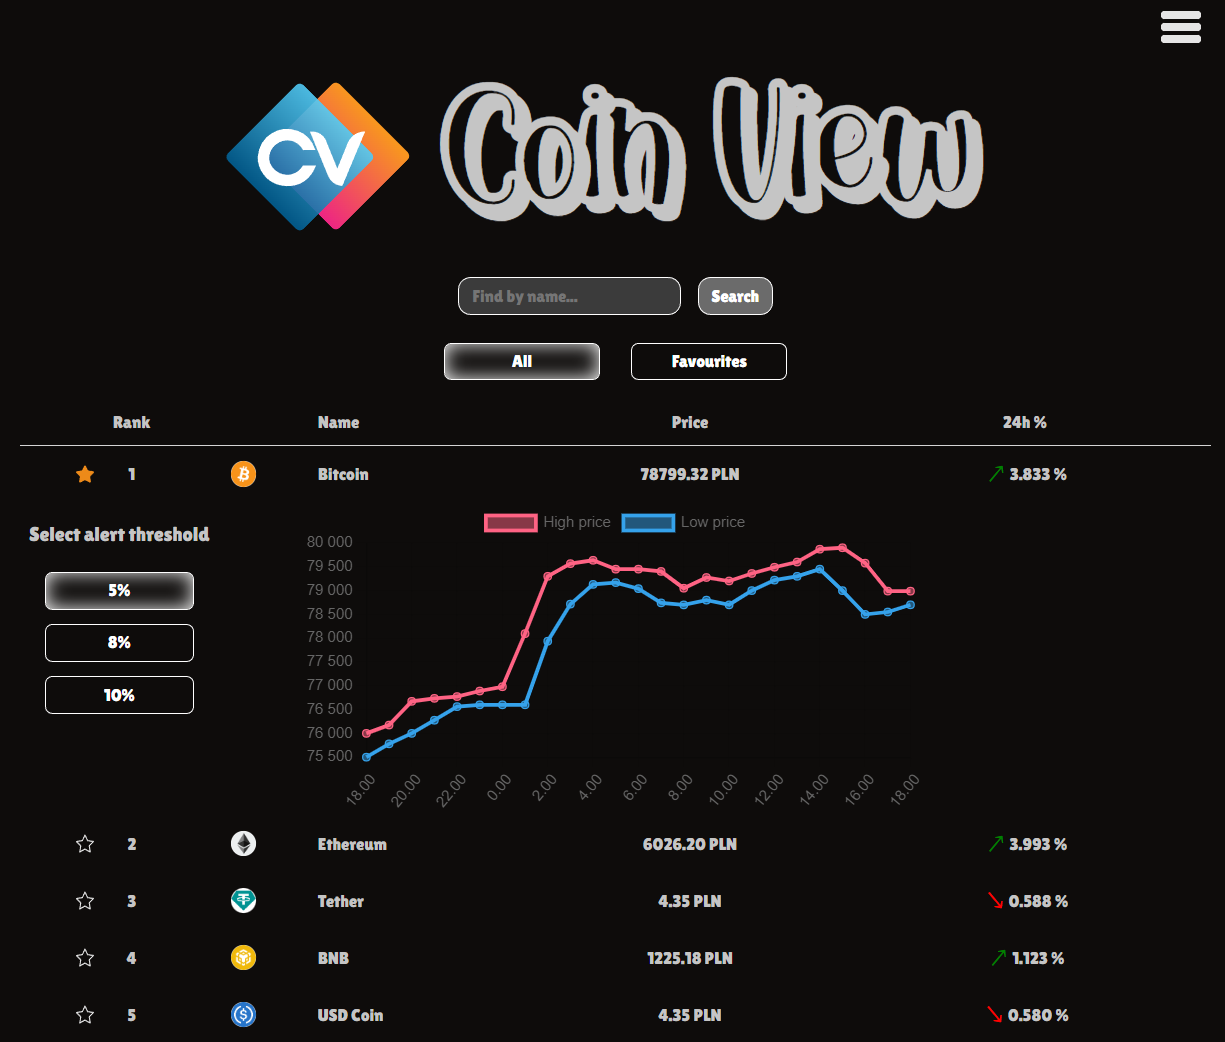 CV Coin View
Find by name... Search
All Favourites
Rank Name Price 24h %
1 Bitcoin 78799.32 PLN 3.833 %
Select alert threshold
5%
8%
10%
High price Low price
80 000
79 500
79 000
78 500
78 000
77 500
77 000
76 500
76 000
75 500
18.00 20.00 22.00 0.00 2.00 4.00 6.00 8.00 10.00 12.00 14.00 16.00 18.00
2 Ethereum 6026.20 PLN 3.993 %
3 Tether 4.35 PLN 0.588 %
4 BNB 1225.18 PLN 1.123 %
5 USD Coin 4.35 PLN 0.580 %